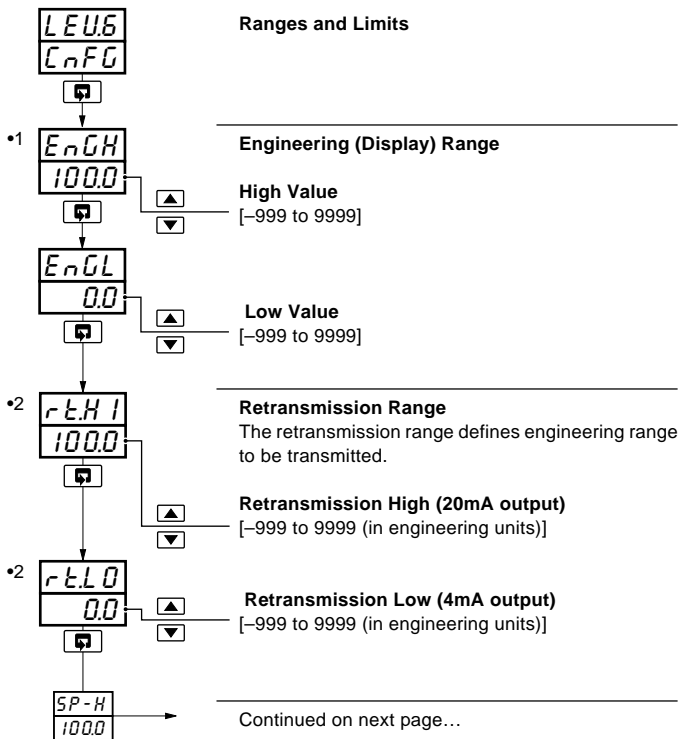 LEV.6
CnFG
Ranges and Limits
•1
EnGH
100.0
Engineering (Display) Range
High Value
[–999 to 9999]
EnGL
0.0
Low Value
[–999 to 9999]
•2
rt.HI
100.0
Retransmission Range
The retransmission range defines engineering range
to be transmitted.
Retransmission High (20mA output)
[–999 to 9999 (in engineering units)]
•2
rt.LO
0.0
Retransmission Low (4mA output)
[–999 to 9999 (in engineering units)]
SP-H
100.0
Continued on next page…